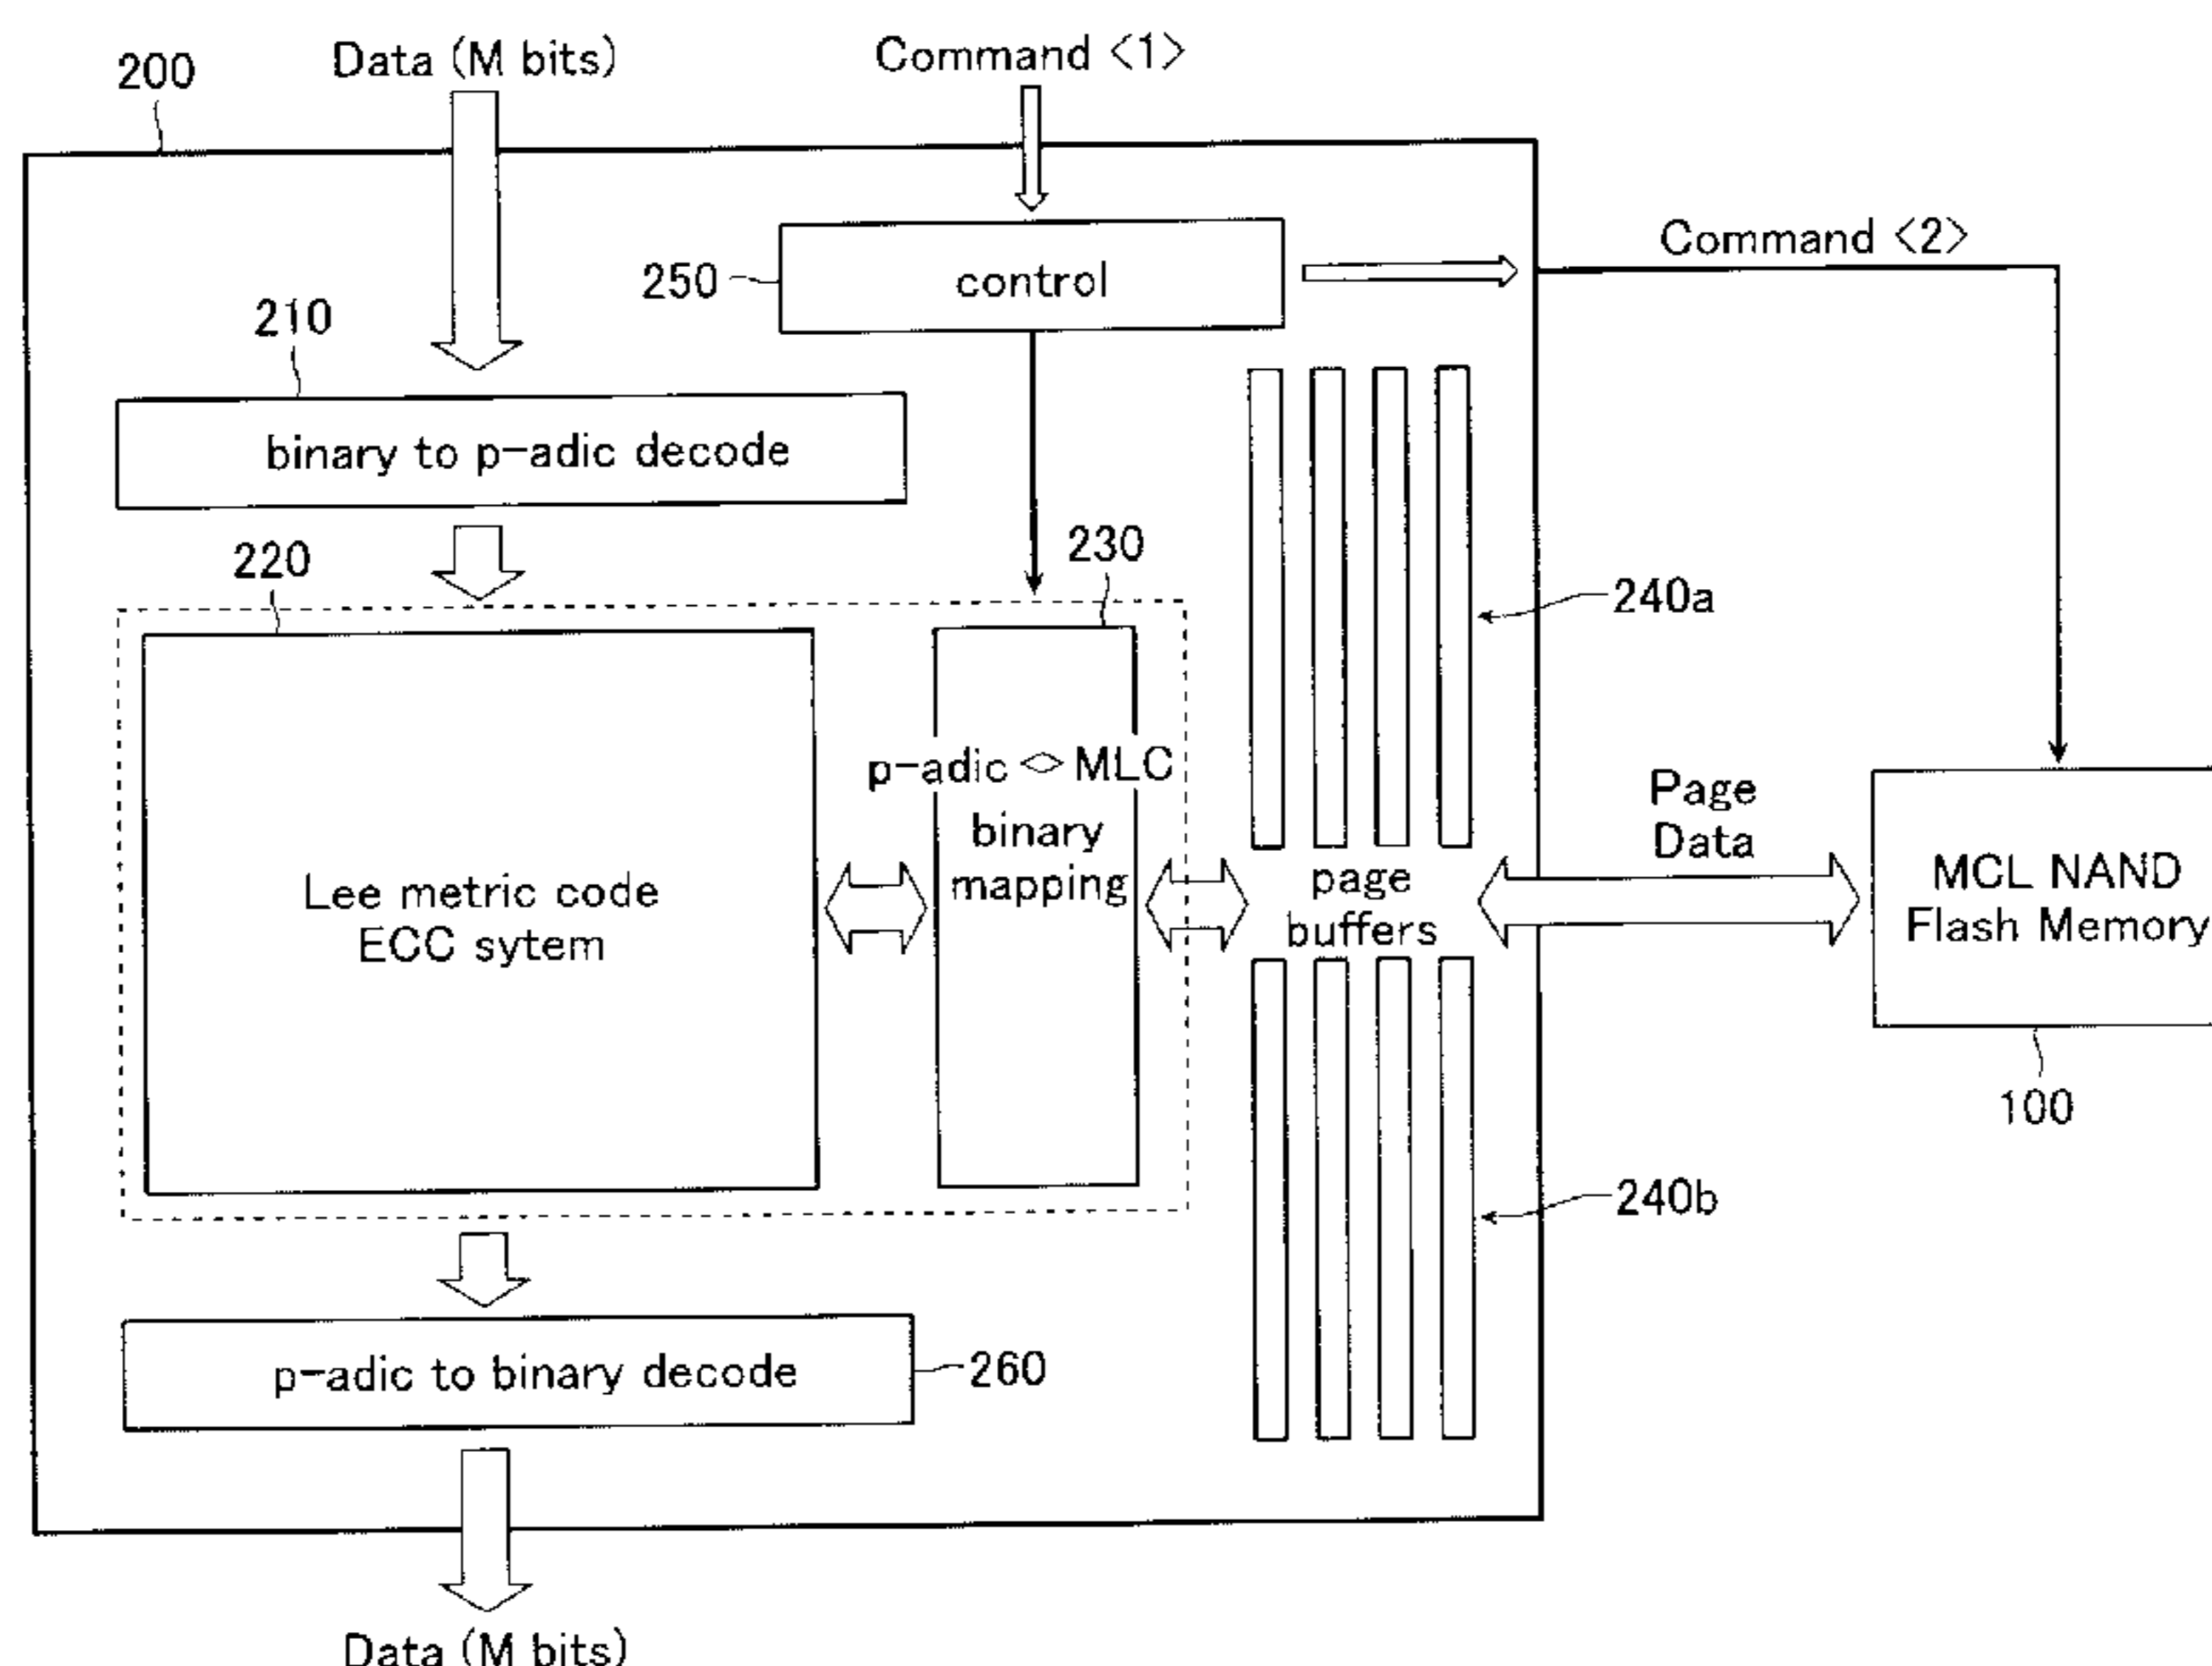 200
Data (M bits)
Command <1>
Command <2>
250
control
210
binary to p-adic decode
220
230
240a
p-adic <> MLC
binary
mapping
Lee metric code
ECC sytem
page
buffers
Page
Data
MCL NAND
Flash Memory
100
240b
p-adic to binary decode
260
Data (M bits)